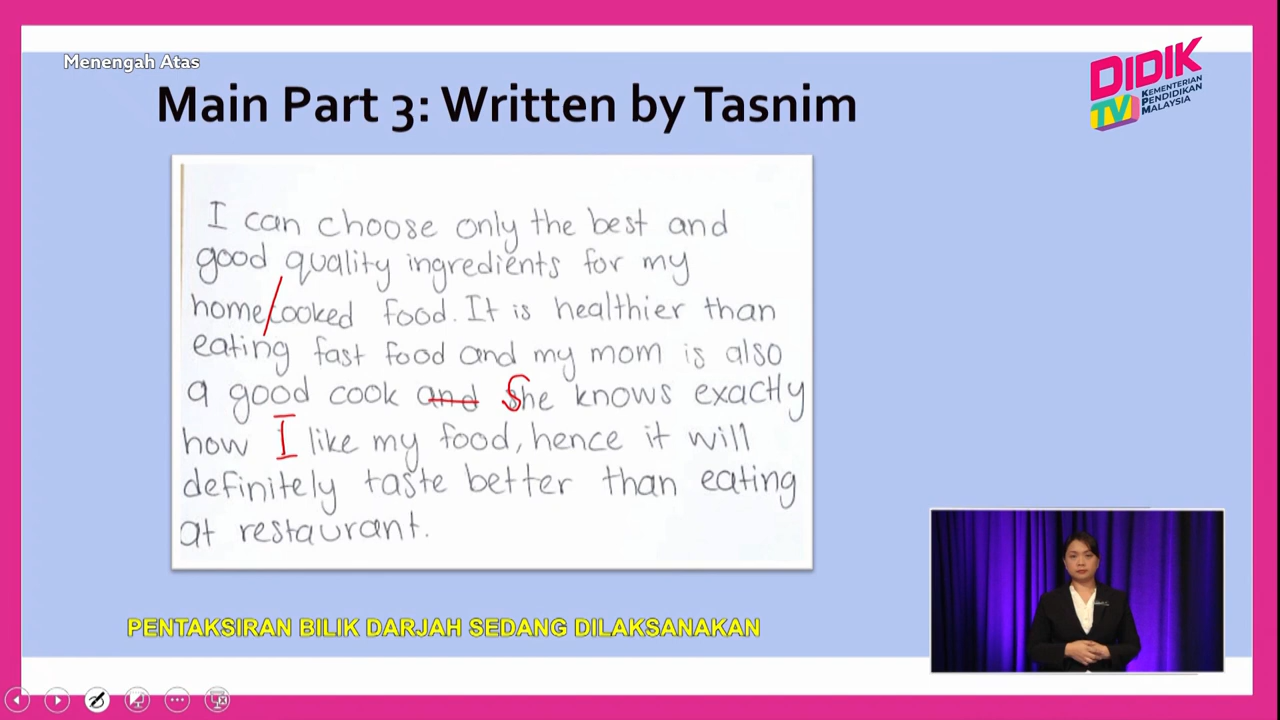 Menengah Atas
DIDIK
TV
KEMENTERIAN
PENDIDIKAN
MALAYSIA
Main Part 3: Written by Tasnim
I can choose only the best and
good quality ingredients for my
home/cooked food. It is healthier than
eating fast food and my mom is also
a good cook and She knows exactly
how I like my food, hence it will
definitely taste better than eating
at restaurant.
PENTAKSIRAN BILIK DARJAH SEDANG DILAKSANAKAN